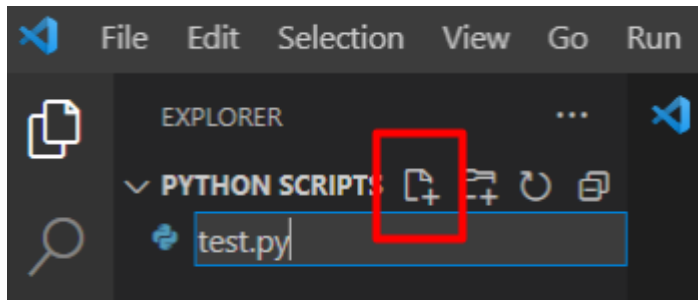 File Edit Selection View Go Run
EXPLORER
PYTHON SCRIPTS
test.py